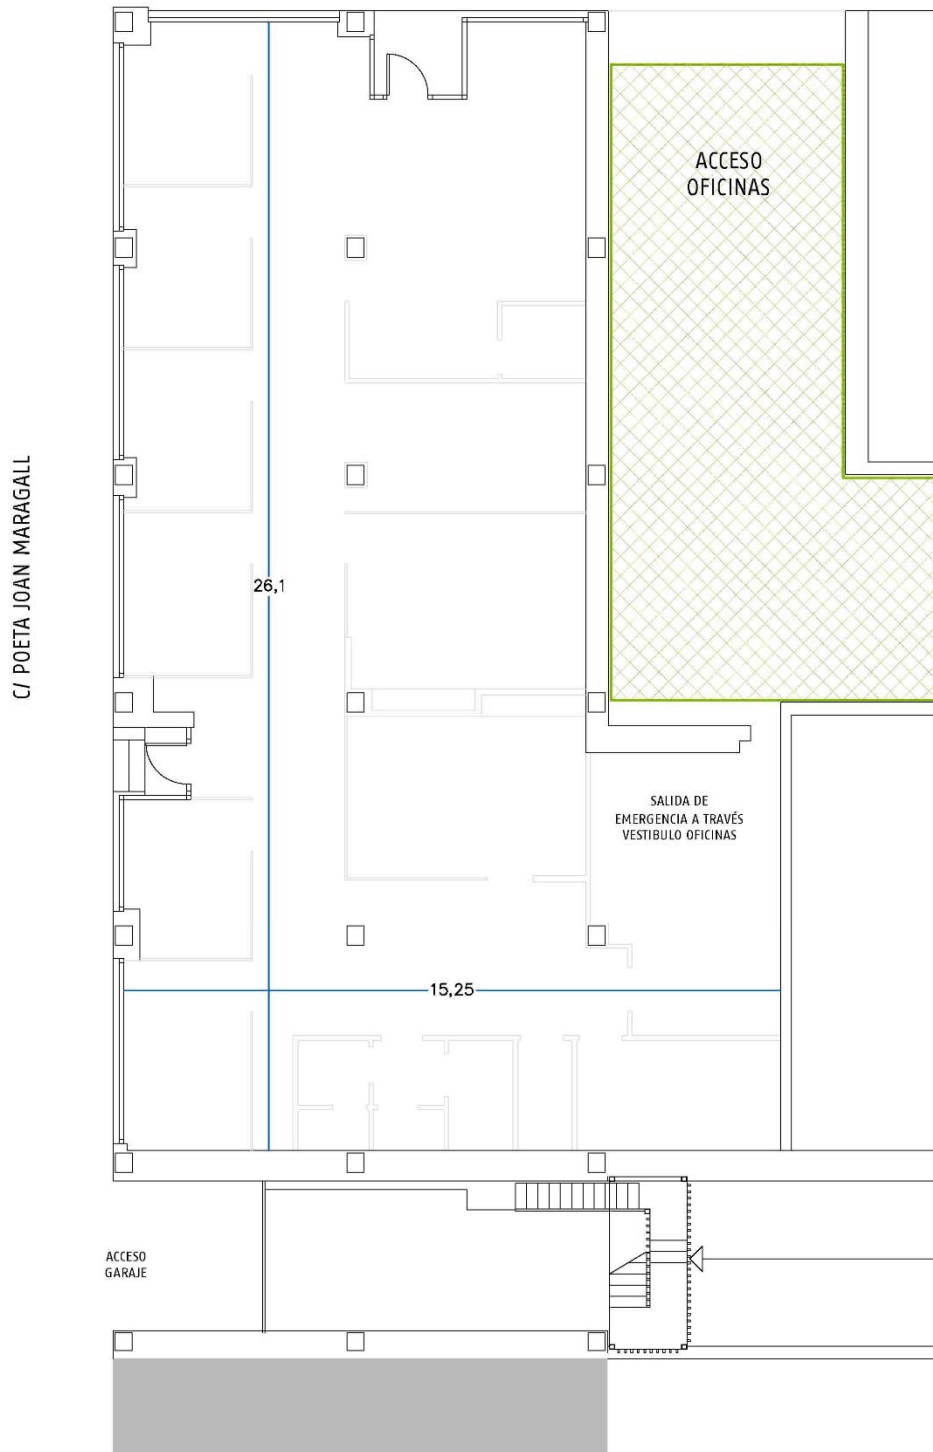 ACCESO
OFICINAS
C/ POETA JOAN MARAGALL
26,1
SALIDA DE
EMERGENCIA A TRAVÉS
VESTIBULO OFICINAS
15,25
ACCESO
GARAJE